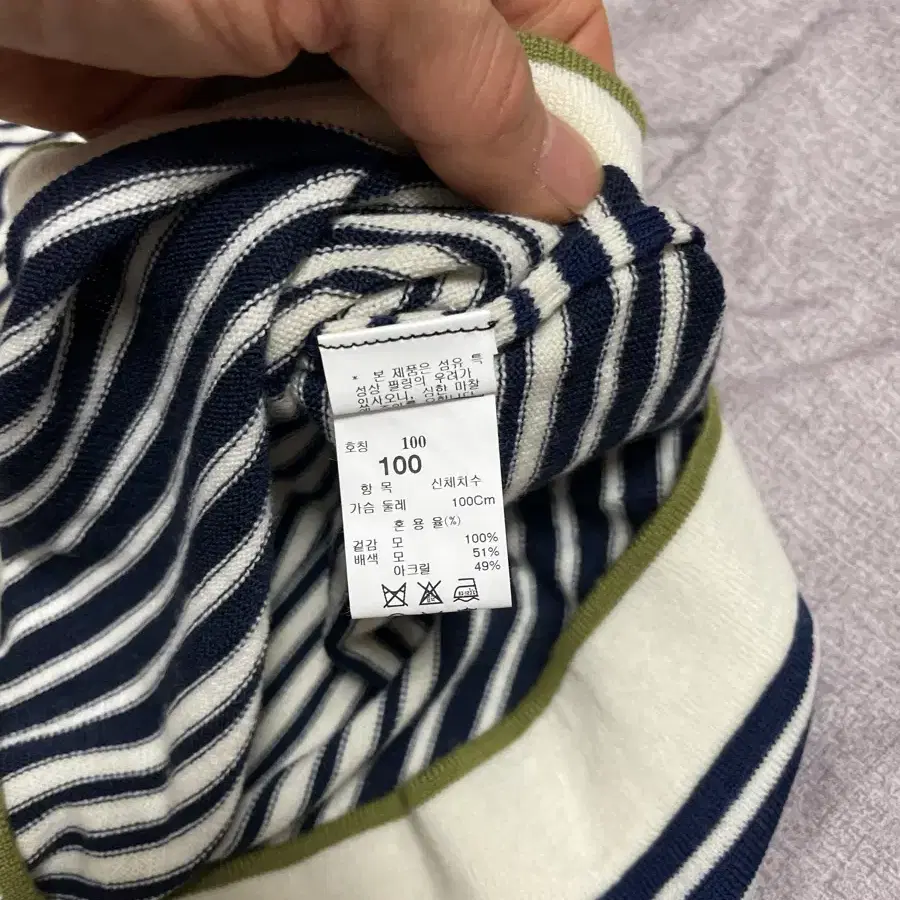 * 본 제품은 섬유 특
성상 필링의 우려가
있사오니, 심한 마찰
호칭 100
100
항 목 신체치수
가슴 둘레 100Cm
혼 용 율(%)
겉감 모 100%
배색 모 51%
아크릴 49%